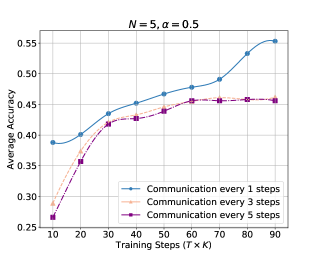 N = 5, α = 0.5
Average Accuracy
0.55
0.50
0.45
0.40
0.35
0.30
0.25
Communication every 1 steps
Communication every 3 steps
Communication every 5 steps
10 20 30 40 50 60 70 80 90
Training Steps (T × K)